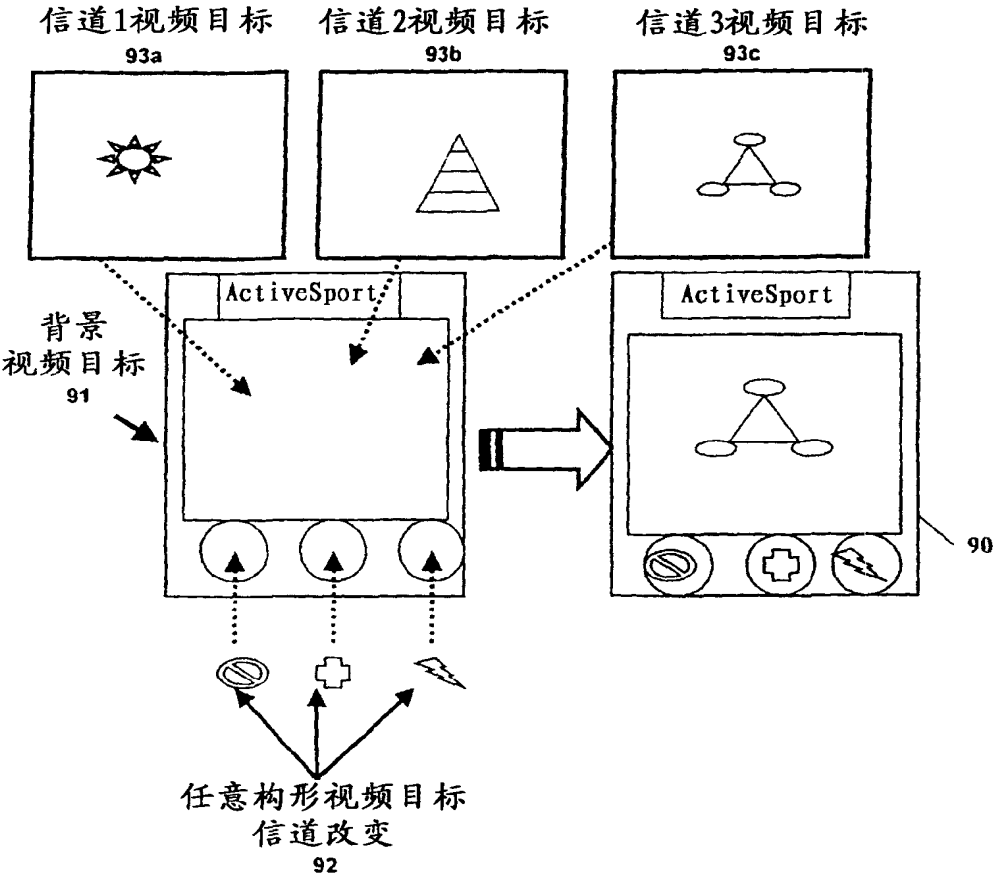 信道1视频目标
93a
信道2视频目标
93b
信道3视频目标
93c
ActiveSport
ActiveSport
背景
视频目标
91
90
任意构形视频目标
信道改变
92